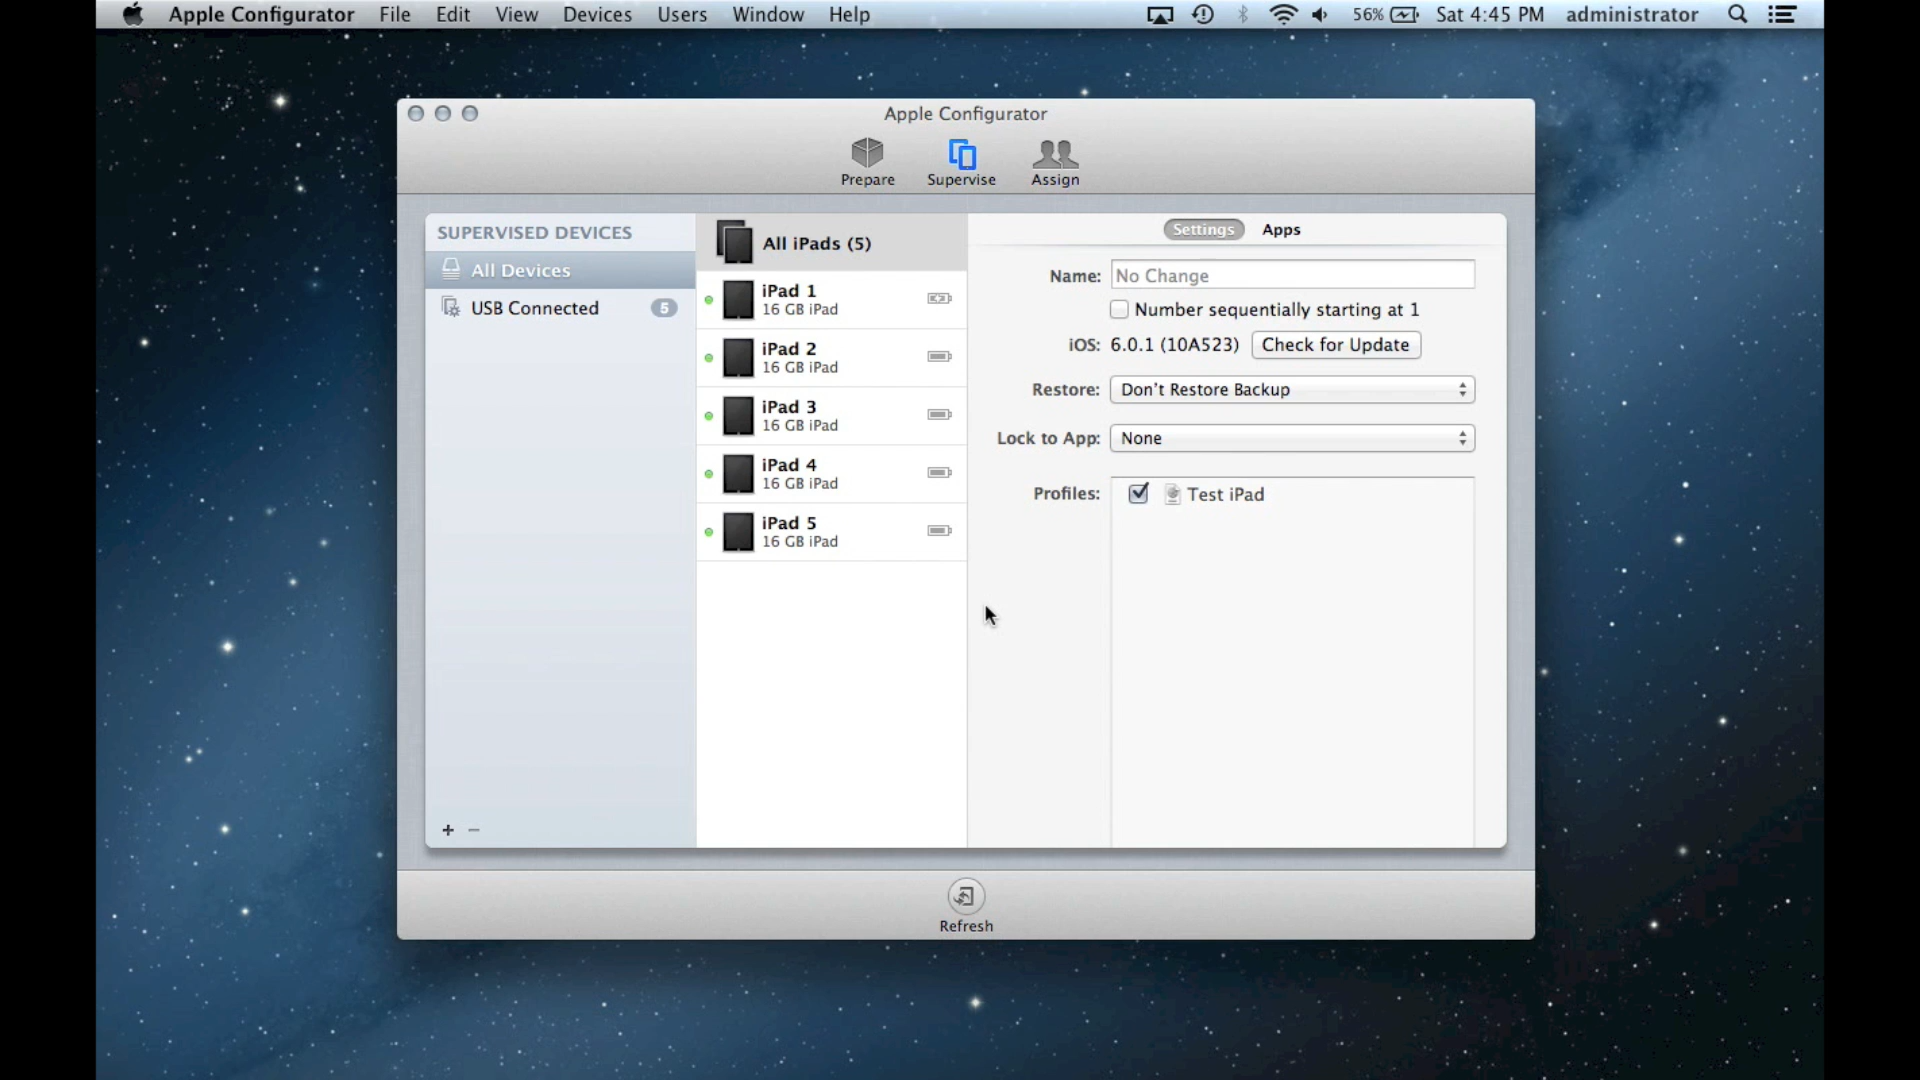 Apple Configurator File Edit View Devices Users Window Help 56% Sat 4:45 PM administrator
Apple Configurator
Prepare Supervise Assign
SUPERVISED DEVICES
All Devices
USB Connected 5
All iPads (5)
iPad 1
16 GB iPad
iPad 2
16 GB iPad
iPad 3
16 GB iPad
iPad 4
16 GB iPad
iPad 5
16 GB iPad
Settings Apps
Name: No Change
Number sequentially starting at 1
iOS: 6.0.1 (10A523) Check for Update
Restore: Don't Restore Backup
Lock to App: None
Profiles: Test iPad
Refresh